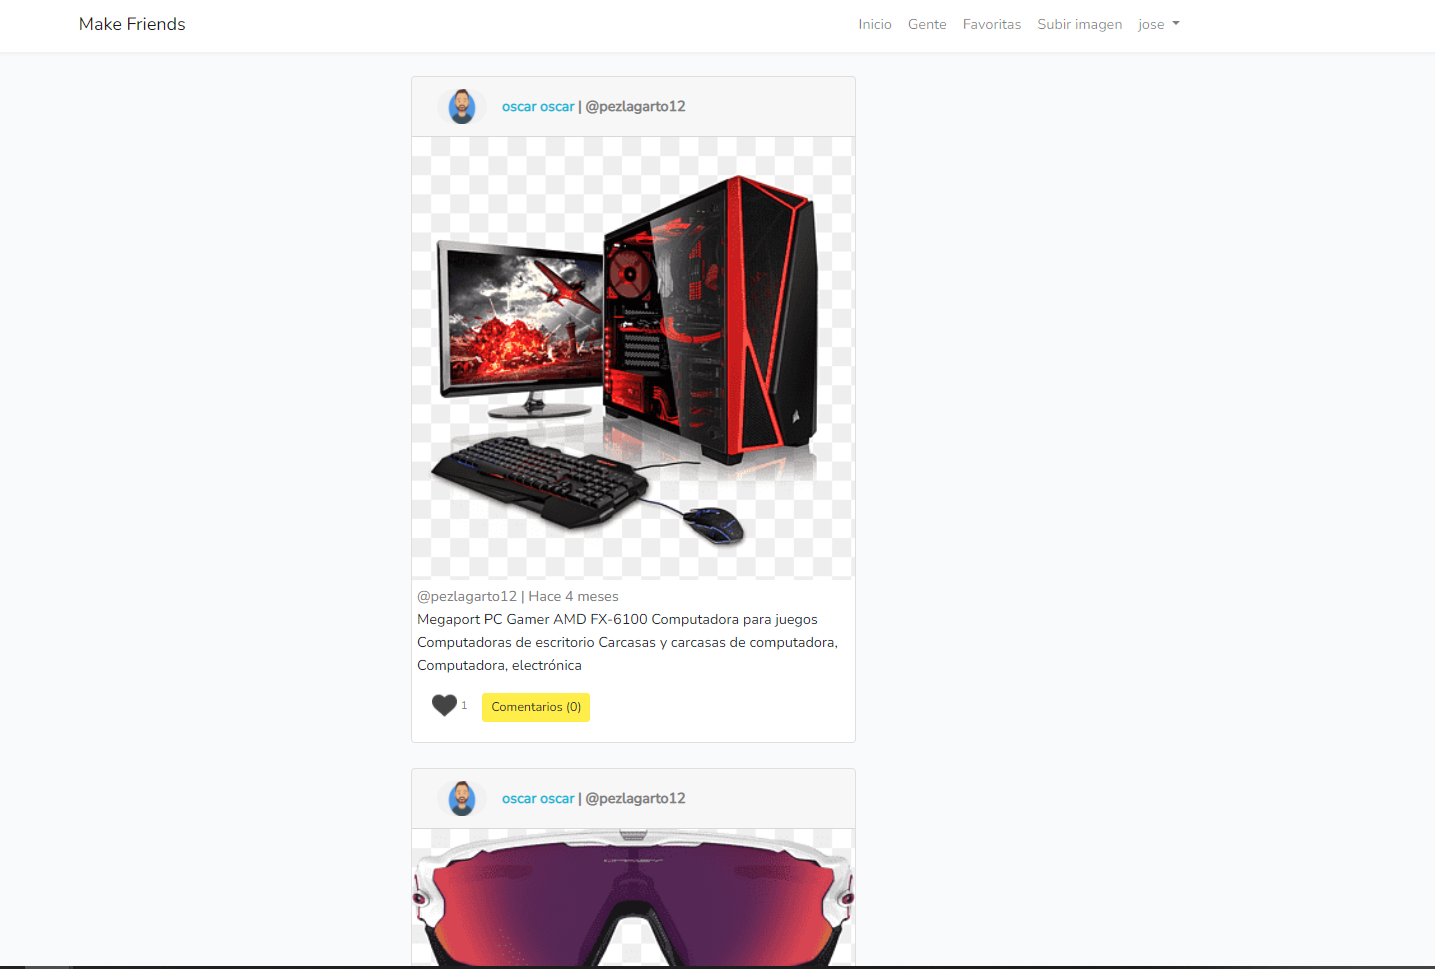 Make Friends
Inicio Gente Favoritas Subir imagen jose
oscar oscar | @pezlagarto12
@pezlagarto12 | Hace 4 meses
Megaport PC Gamer AMD FX-6100 Computadora para juegos
Computadoras de escritorio Carcasas y carcasas de computadora,
Computadora, electrónica
1 Comentarios (0)
oscar oscar | @pezlagarto12